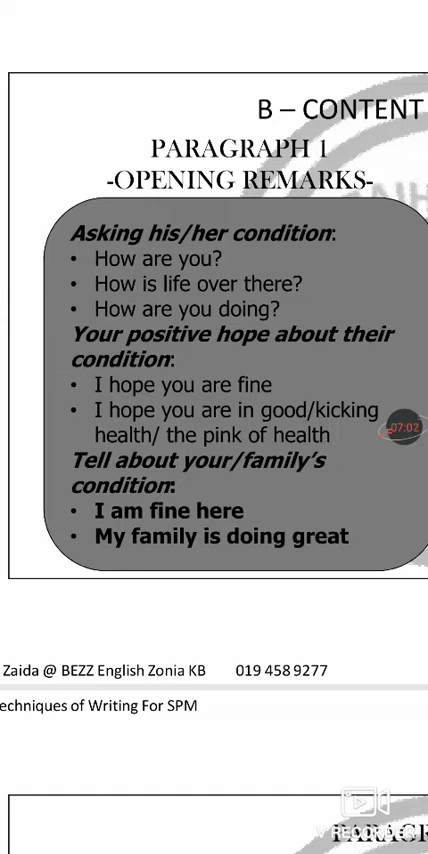 B – CONTENT
PARAGRAPH 1
-OPENING REMARKS-
Asking his/her condition:
• How are you?
• How is life over there?
• How are you doing?
Your positive hope about their
condition:
• I hope you are fine
• I hope you are in good/kicking
health/ the pink of health
07:02
Tell about your/family's
condition:
• I am fine here
• My family is doing great
Zaida @ BEZZ English Zonia KB 019 458 9277
echniques of Writing For SPM
RECORDER